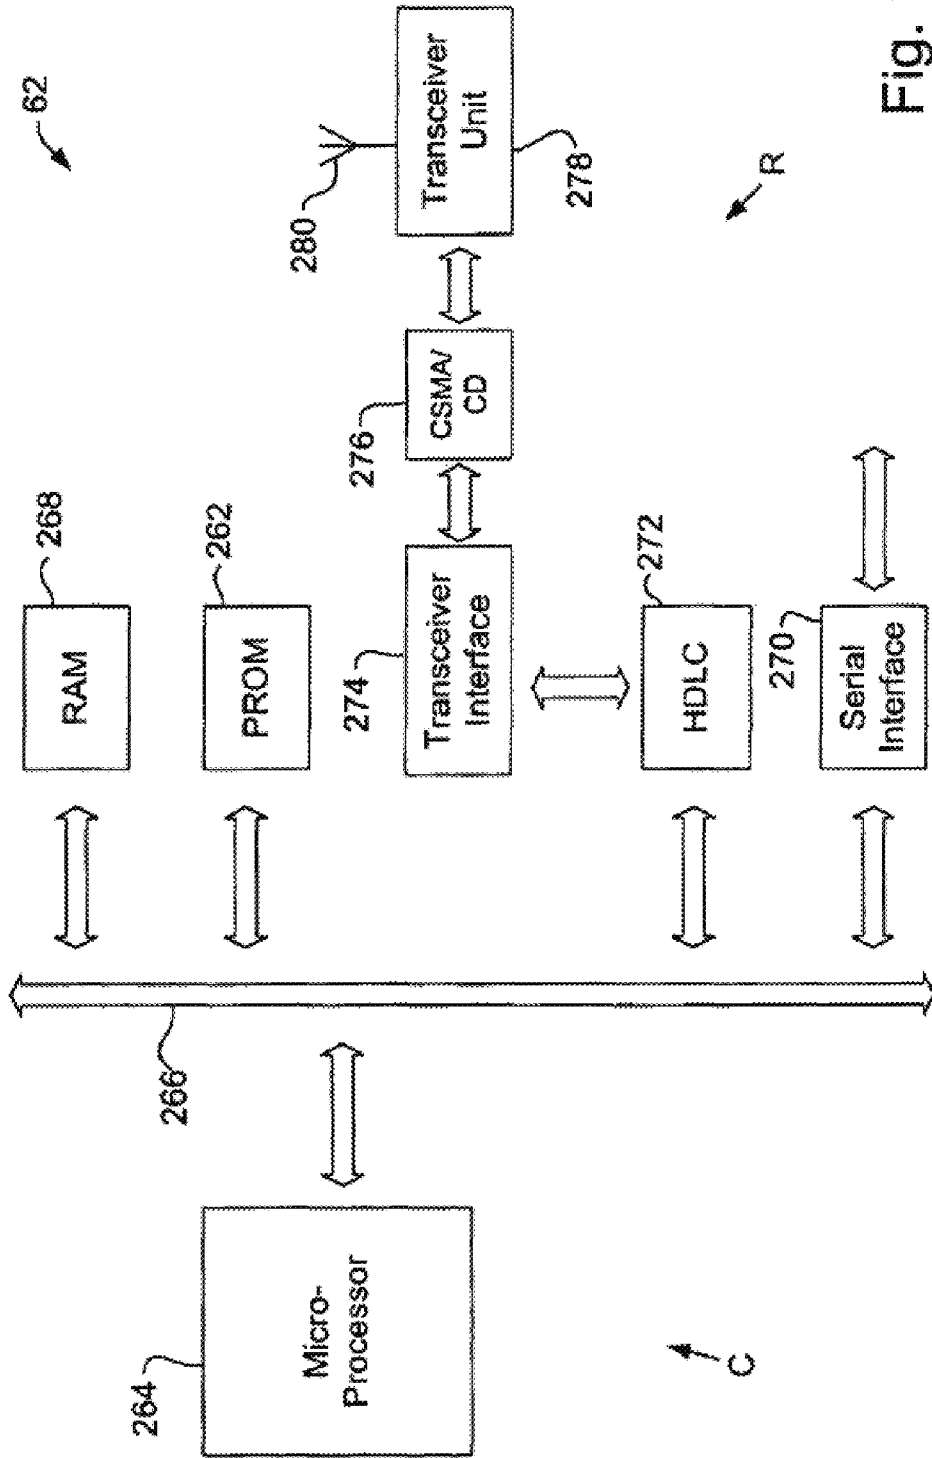 62
264
Micro-
Processor
266
268
RAM
262
PROM
274
Transceiver
Interface
276
CSMA/
CD
280
Transceiver
Unit
278
272
HDLC
270
Serial
Interface
C
R
Fig.